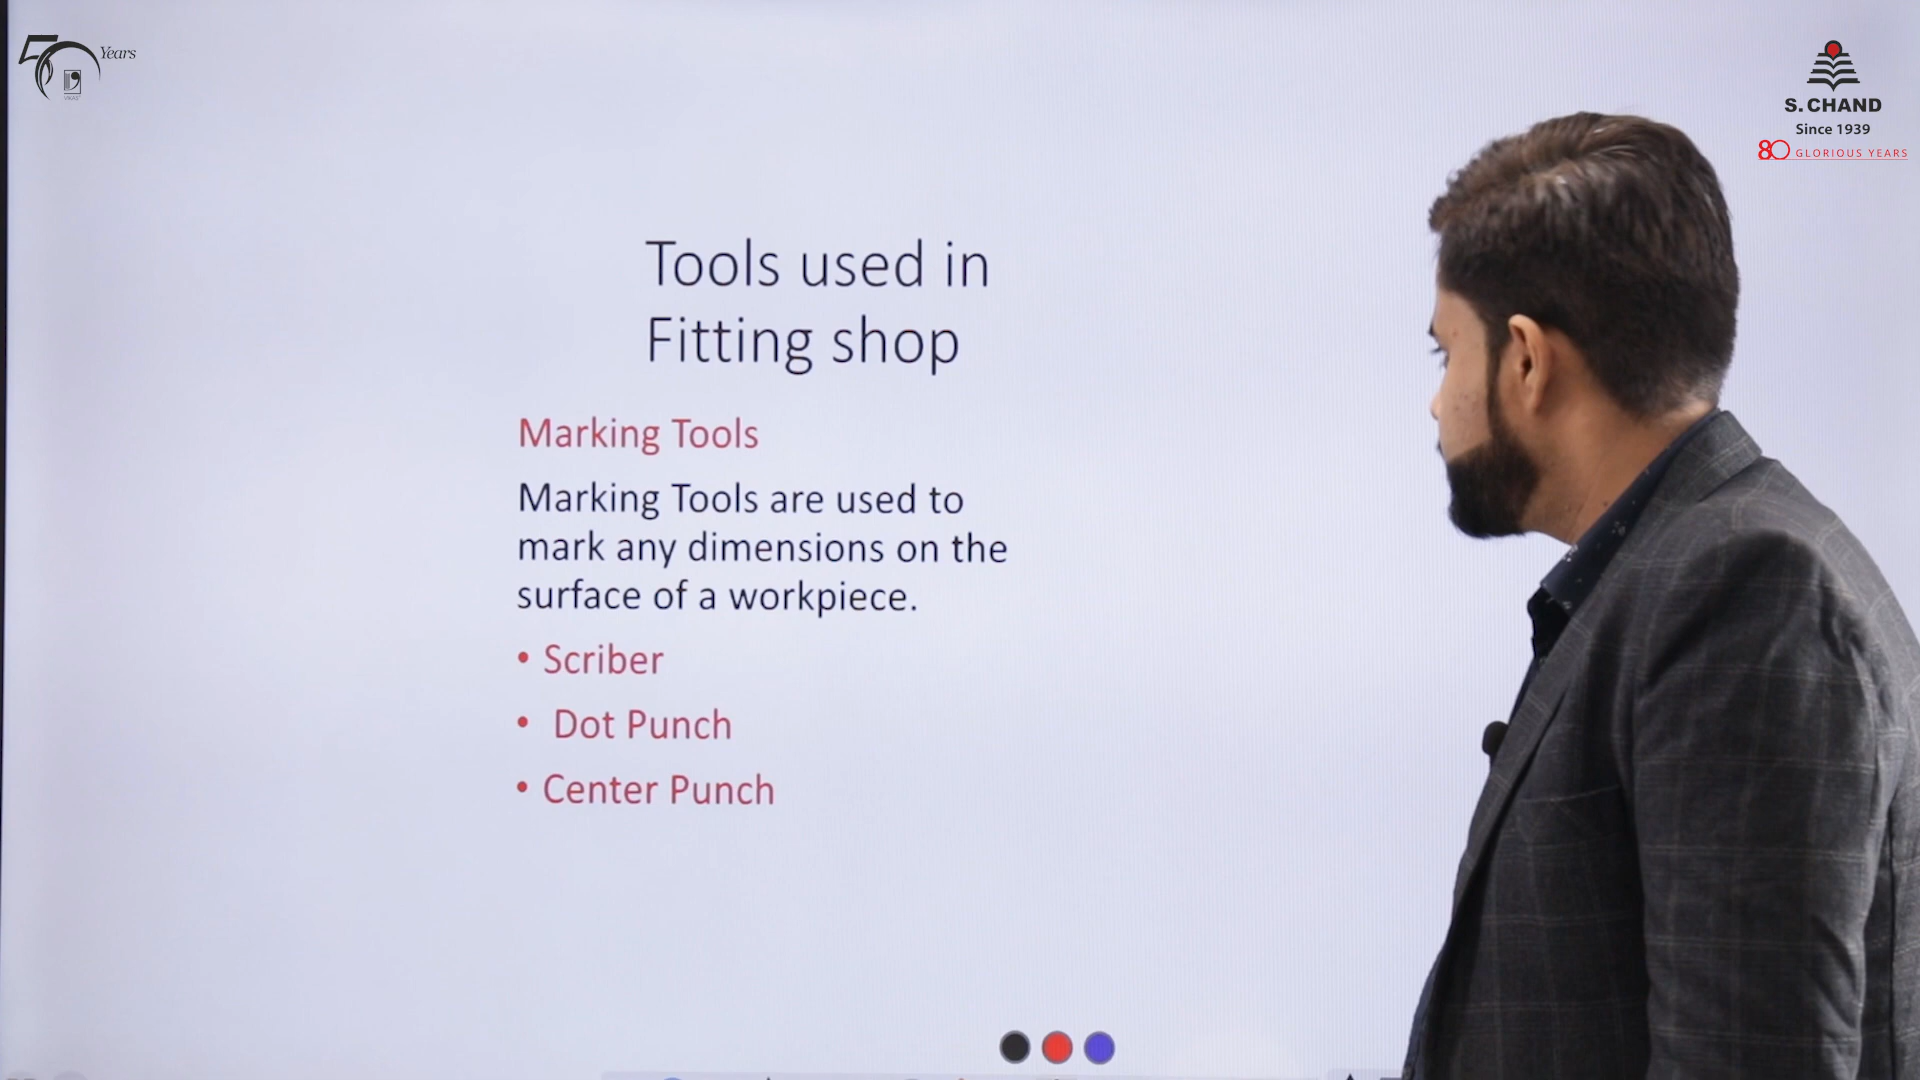 50 Years
VIKAS
S. CHAND
Since 1939
80 GLORIOUS YEARS
Tools used in
Fitting shop
Marking Tools
Marking Tools are used to
mark any dimensions on the
surface of a workpiece.
• Scriber
• Dot Punch
• Center Punch